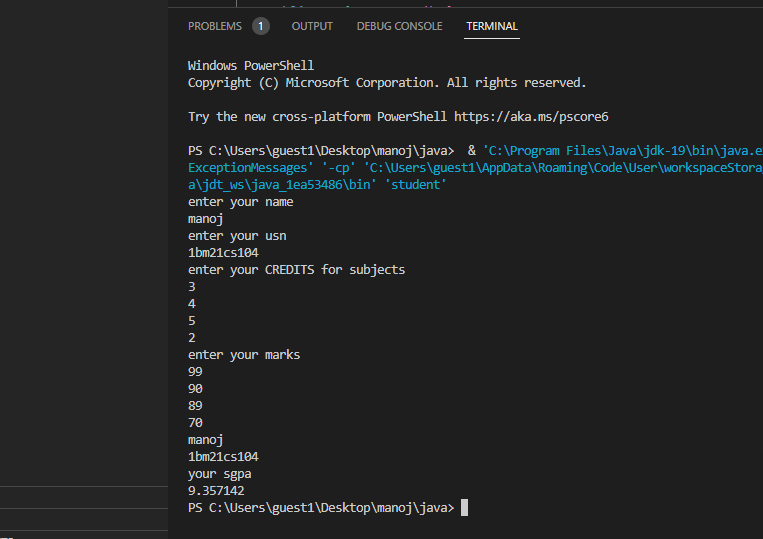 PROBLEMS 1 OUTPUT DEBUG CONSOLE TERMINAL
Windows PowerShell
Copyright (C) Microsoft Corporation. All rights reserved.
Try the new cross-platform PowerShell https://aka.ms/pscore6
PS C:\Users\guest1\Desktop\manoj\java>  & 'C:\Program Files\Java\jdk-19\bin\java.e
ExceptionMessages' '-cp' 'C:\Users\guest1\AppData\Roaming\Code\User\workspaceStora
a\jdt_ws\java_1ea53486\bin' 'student'
enter your name
manoj
enter your usn
1bm21cs104
enter your CREDITS for subjects
3
4
5
2
enter your marks
99
90
89
70
manoj
1bm21cs104
your sgpa
9.357142
PS C:\Users\guest1\Desktop\manoj\java>